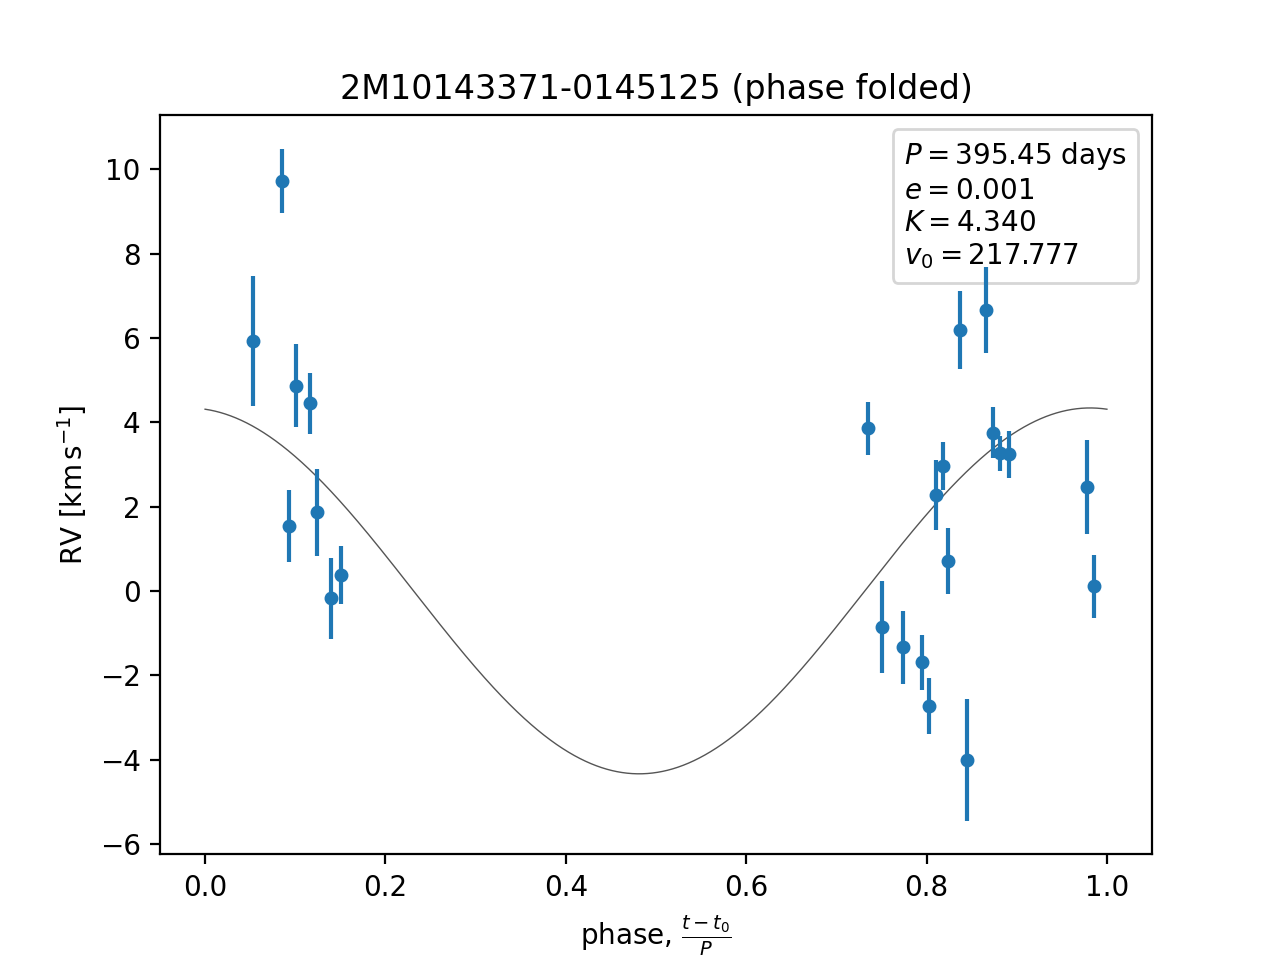 2M10143371-0145125 (phase folded)
P = 395.45 days
e = 0.001
K = 4.340
v₀ = 217.777
10
8
6
4
2
0
−2
−4
−6
RV [km s⁻¹]
0.0 0.2 0.4 0.6 0.8 1.0
phase, (t − t₀)/P